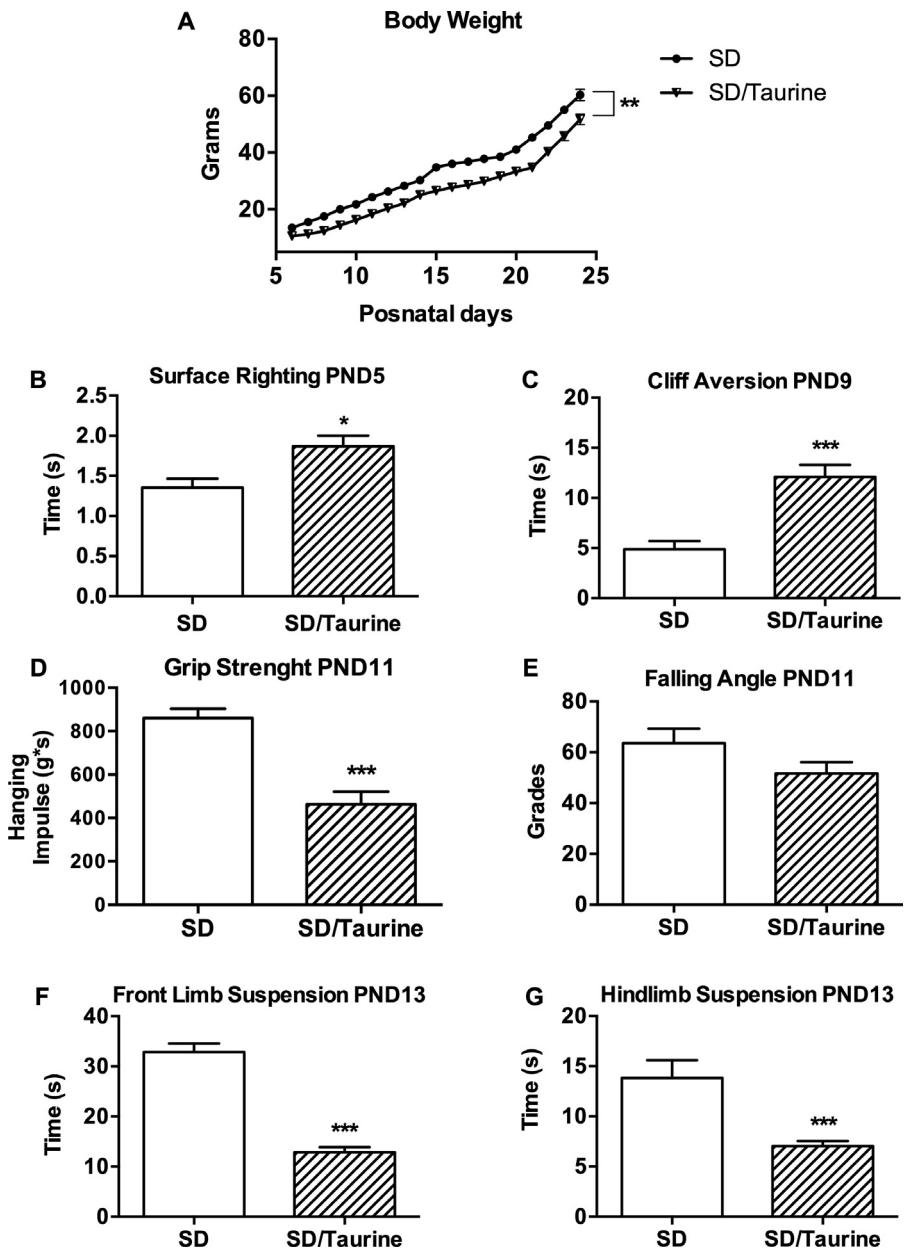 A
Body Weight
80
60
40
20
Grams
5
10
15
20
25
Posnatal days
SD
SD/Taurine
**
B
Surface Righting PND5
2.5
2.0
1.5
1.0
0.5
0.0
Time (s)
*
SD
SD/Taurine
C
Cliff Aversion PND9
20
15
10
5
0
Time (s)
***
SD
SD/Taurine
D
Grip Strenght PND11
1000
800
600
400
200
0
Hanging
Impulse (g*s)
***
SD
SD/Taurine
E
Falling Angle PND11
80
60
40
20
0
Grades
SD
SD/Taurine
F
Front Limb Suspension PND13
40
30
20
10
0
Time (s)
***
SD
SD/Taurine
G
Hindlimb Suspension PND13
20
15
10
5
0
Time (s)
***
SD
SD/Taurine